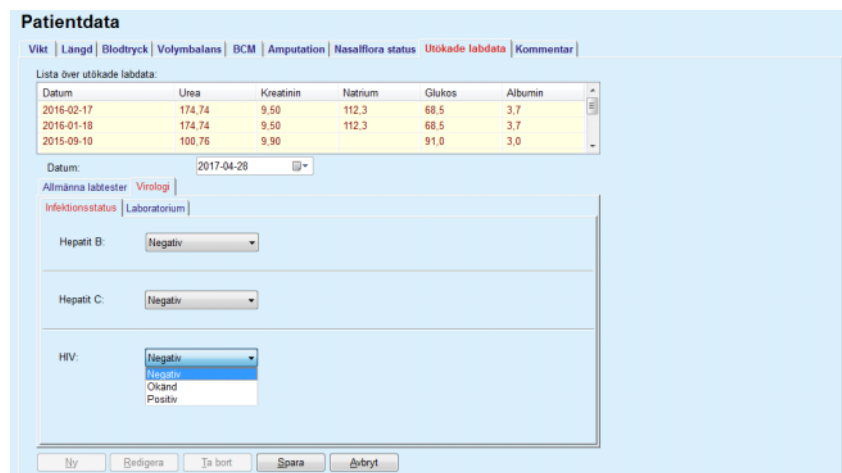 Patientdata
Vikt Längd Blodtryck Volymbalans BCM Amputation Nasalflora status Utökade labdata Kommentar
Lista över utökade labdata:
Datum Urea Kreatinin Natrium Glukos Albumin
2016-02-17 174,74 9,50 112,3 68,5 3,7
2016-01-18 174,74 9,50 112,3 68,5 3,7
2015-09-10 100,76 9,90 91,0 3,0
Datum: 2017-04-28
Allmänna labtester Virologi
Infektionsstatus Laboratorium
Hepatit B: Negativ
Hepatit C: Negativ
HIV: Negativ
Negativ
Okänd
Positiv
Ny Redigera Ta bort Spara Avbryt